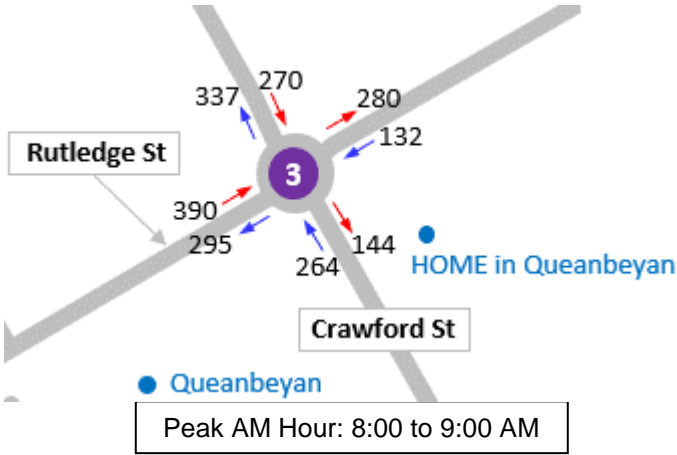 270
337
280
132
Rutledge St
3
390
295
264
144
HOME in Queanbeyan
Crawford St
Queanbeyan
Peak AM Hour: 8:00 to 9:00 AM